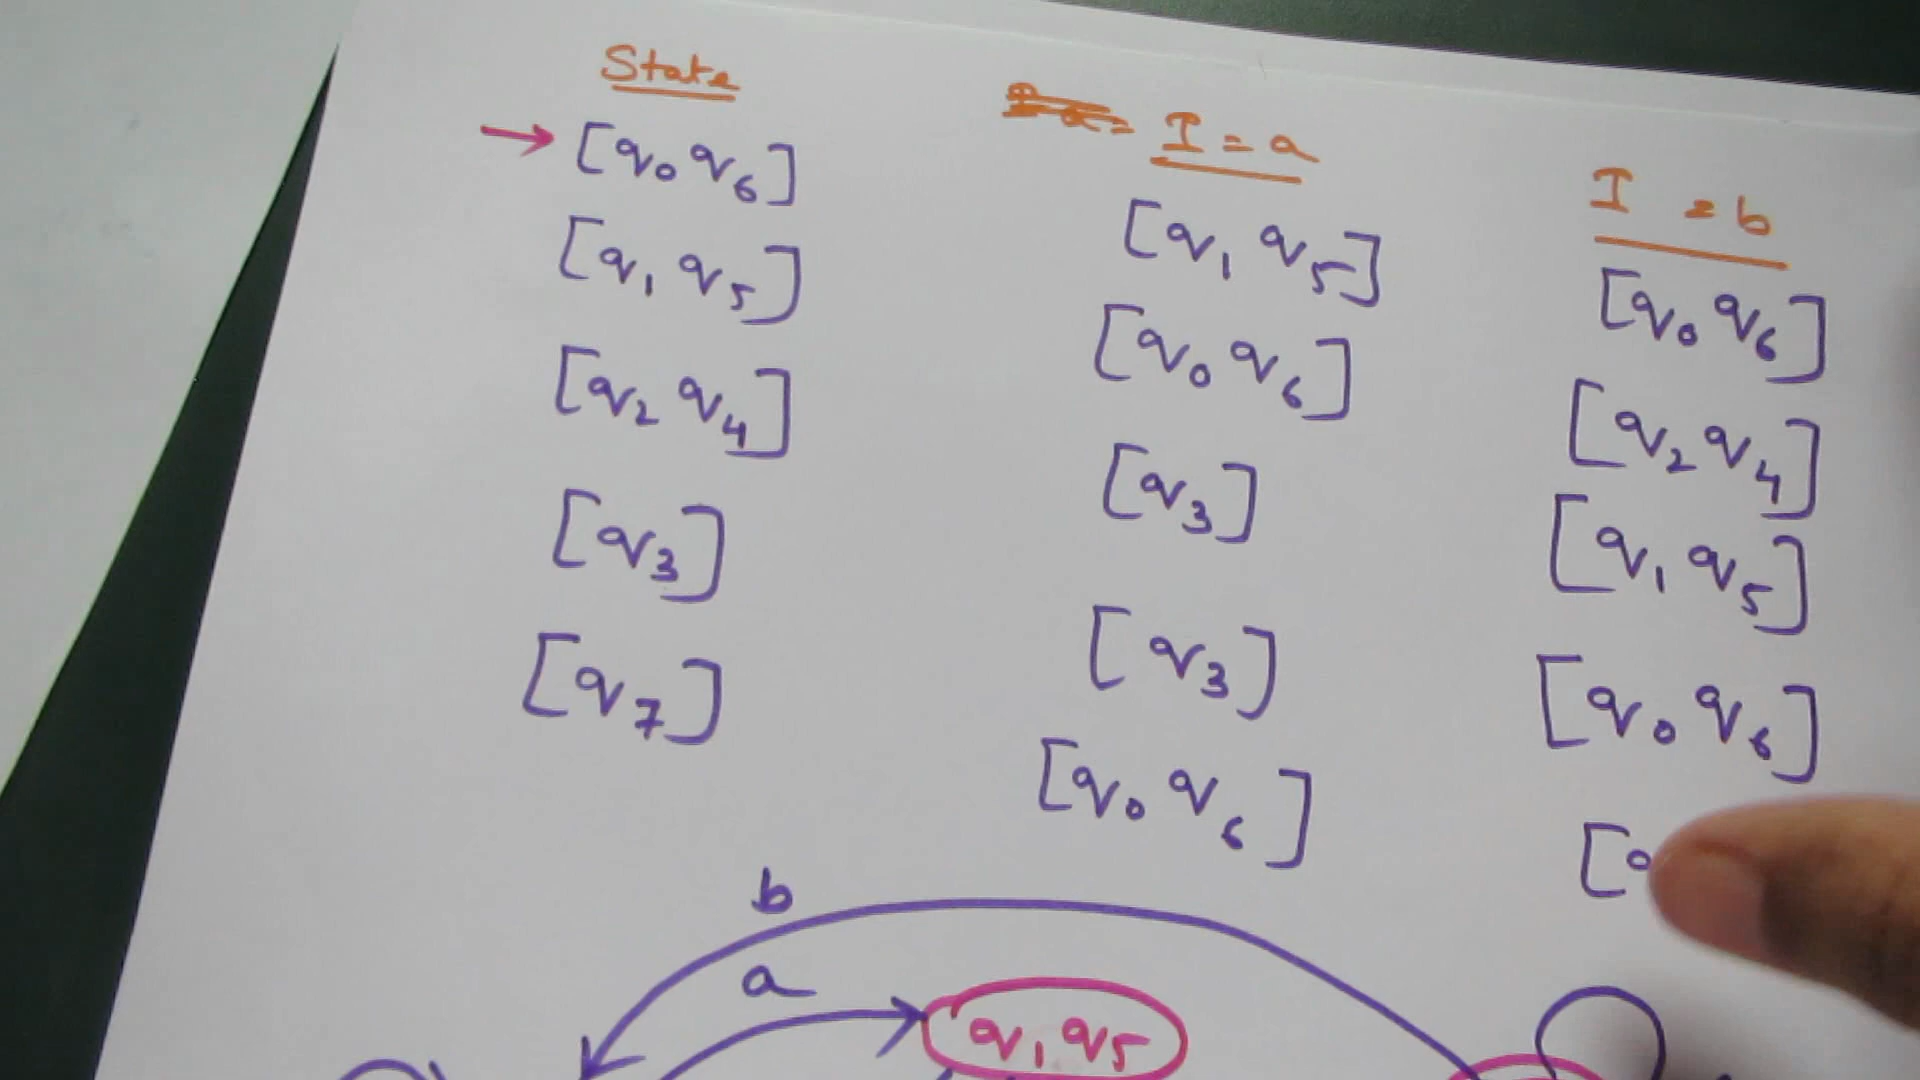 State I = a I = b
→ [q₀ q₆] [q₁ q₅] [q₀ q₆]
[q₁ q₅] [q₀ q₆] [q₂ q₄]
[q₂ q₄] [q₃] [q₁ q₅]
[q₃] [q₃] [q₀ q₆]
[q₇] [q₀ q₆] [
b
a
q₁ q₅